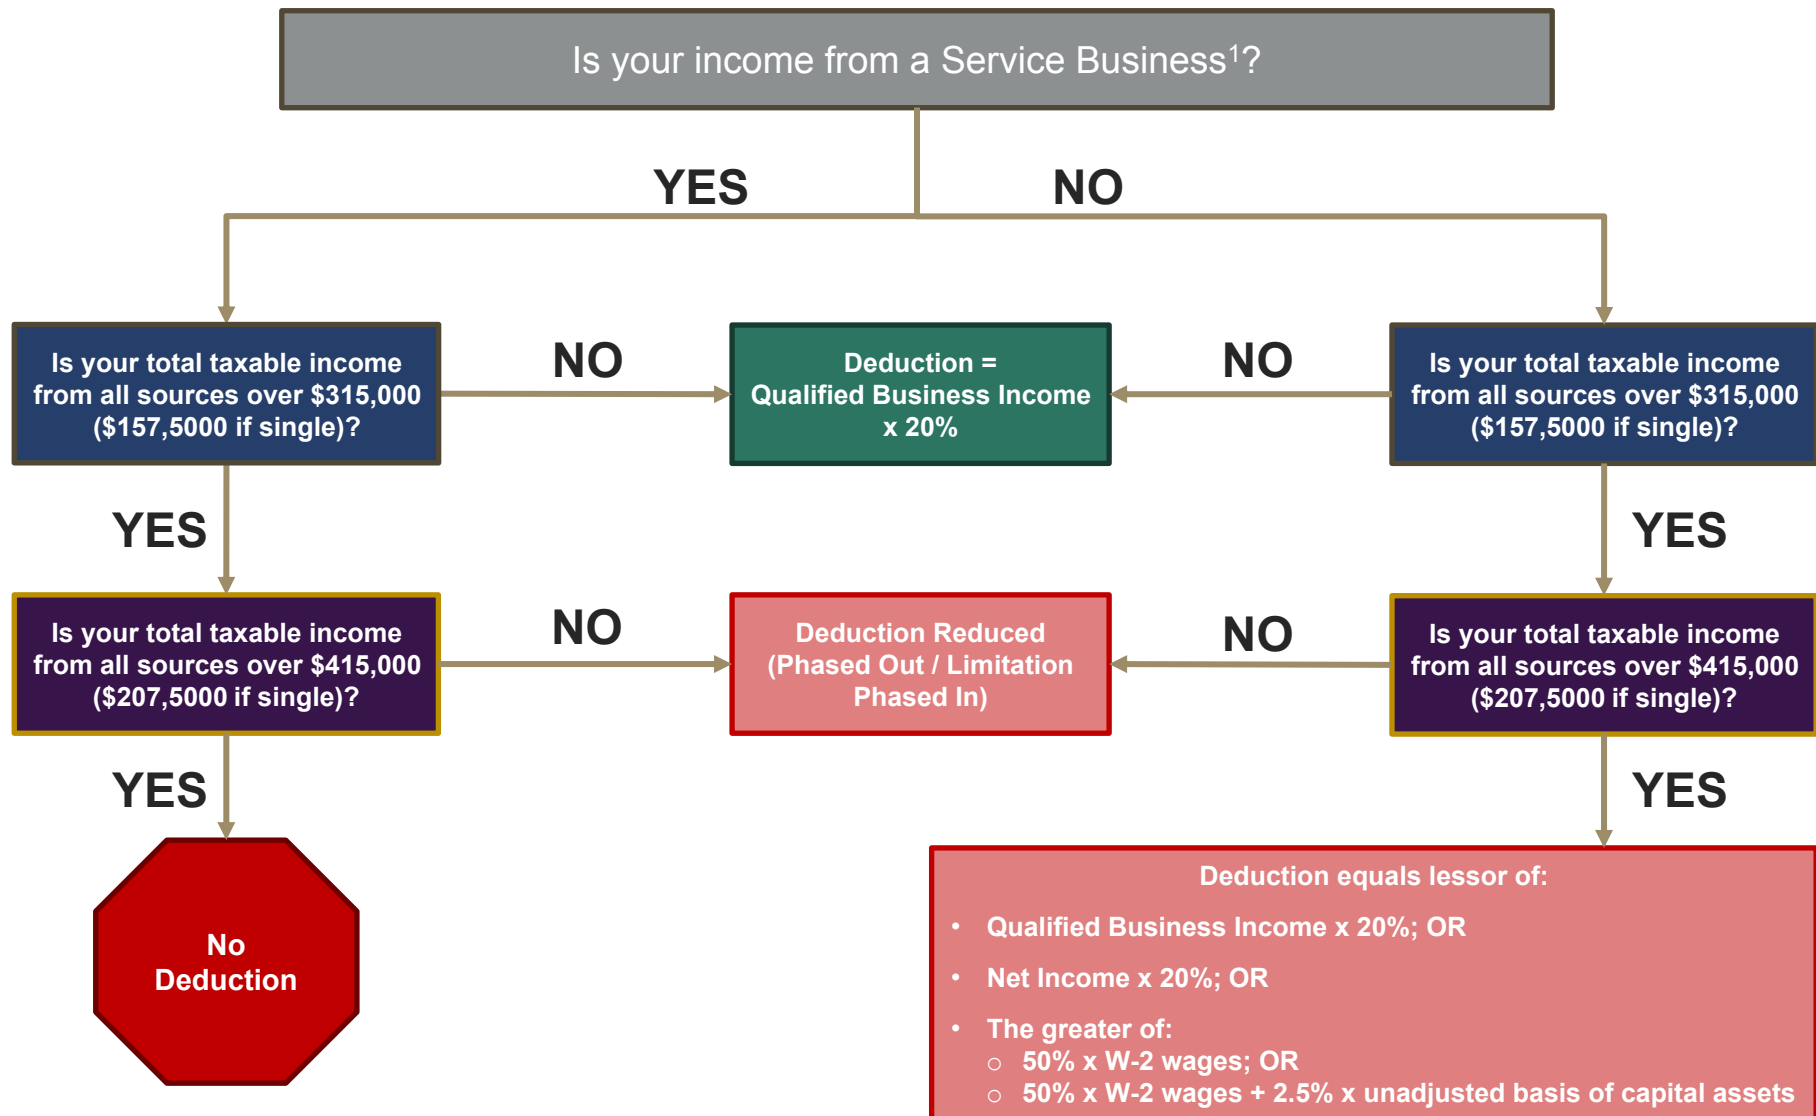 Is your income from a Service Business¹?
YES
NO
Is your total taxable income
from all sources over $315,000
($157,5000 if single)?
NO
Deduction =
Qualified Business Income
x 20%
NO
Is your total taxable income
from all sources over $315,000
($157,5000 if single)?
YES
YES
Is your total taxable income
from all sources over $415,000
($207,5000 if single)?
NO
Deduction Reduced
(Phased Out / Limitation
Phased In)
NO
Is your total taxable income
from all sources over $415,000
($207,5000 if single)?
YES
YES
No
Deduction
Deduction equals lessor of:
• Qualified Business Income x 20%; OR
• Net Income x 20%; OR
• The greater of:
o 50% x W-2 wages; OR
o 50% x W-2 wages + 2.5% x unadjusted basis of capital assets